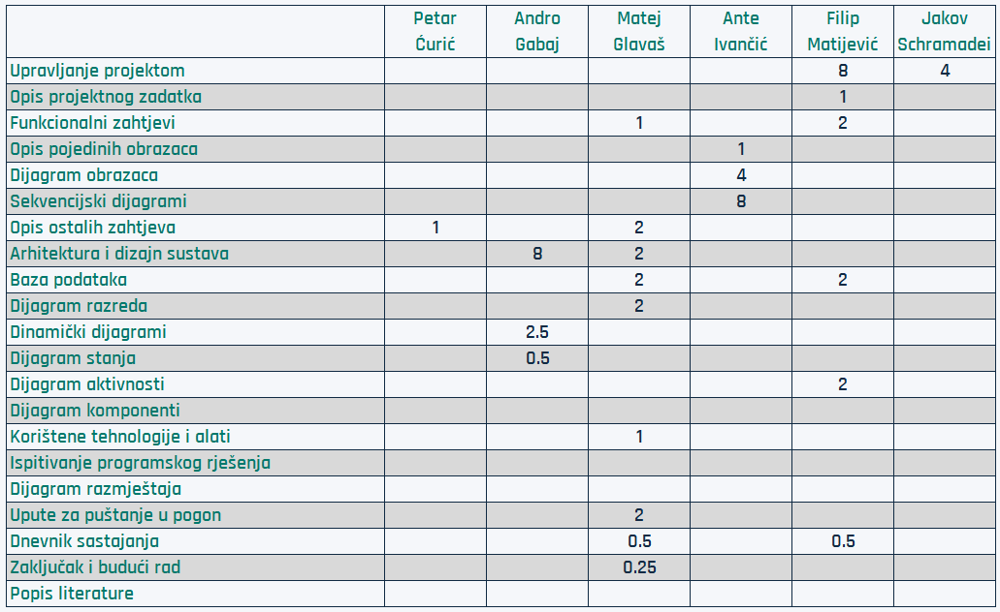 Petar Andro Matej Ante Filip Jakov
Ćurić Gabaj Glavaš Ivančić Matijević Schramadei
Upravljanje projektom 8 4
Opis projektnog zadatka 1
Funkcionalni zahtjevi 1 2
Opis pojedinih obrazaca 1
Dijagram obrazaca 4
Sekvencijski dijagrami 8
Opis ostalih zahtjeva 1 2
Arhitektura i dizajn sustava 8 2
Baza podataka 2 2
Dijagram razreda 2
Dinamički dijagrami 2.5
Dijagram stanja 0.5
Dijagram aktivnosti 2
Dijagram komponenti
Korištene tehnologije i alati 1
Ispitivanje programskog rješenja
Dijagram razmještaja
Upute za puštanje u pogon 2
Dnevnik sastajanja 0.5 0.5
Zaključak i budući rad 0.25
Popis literature